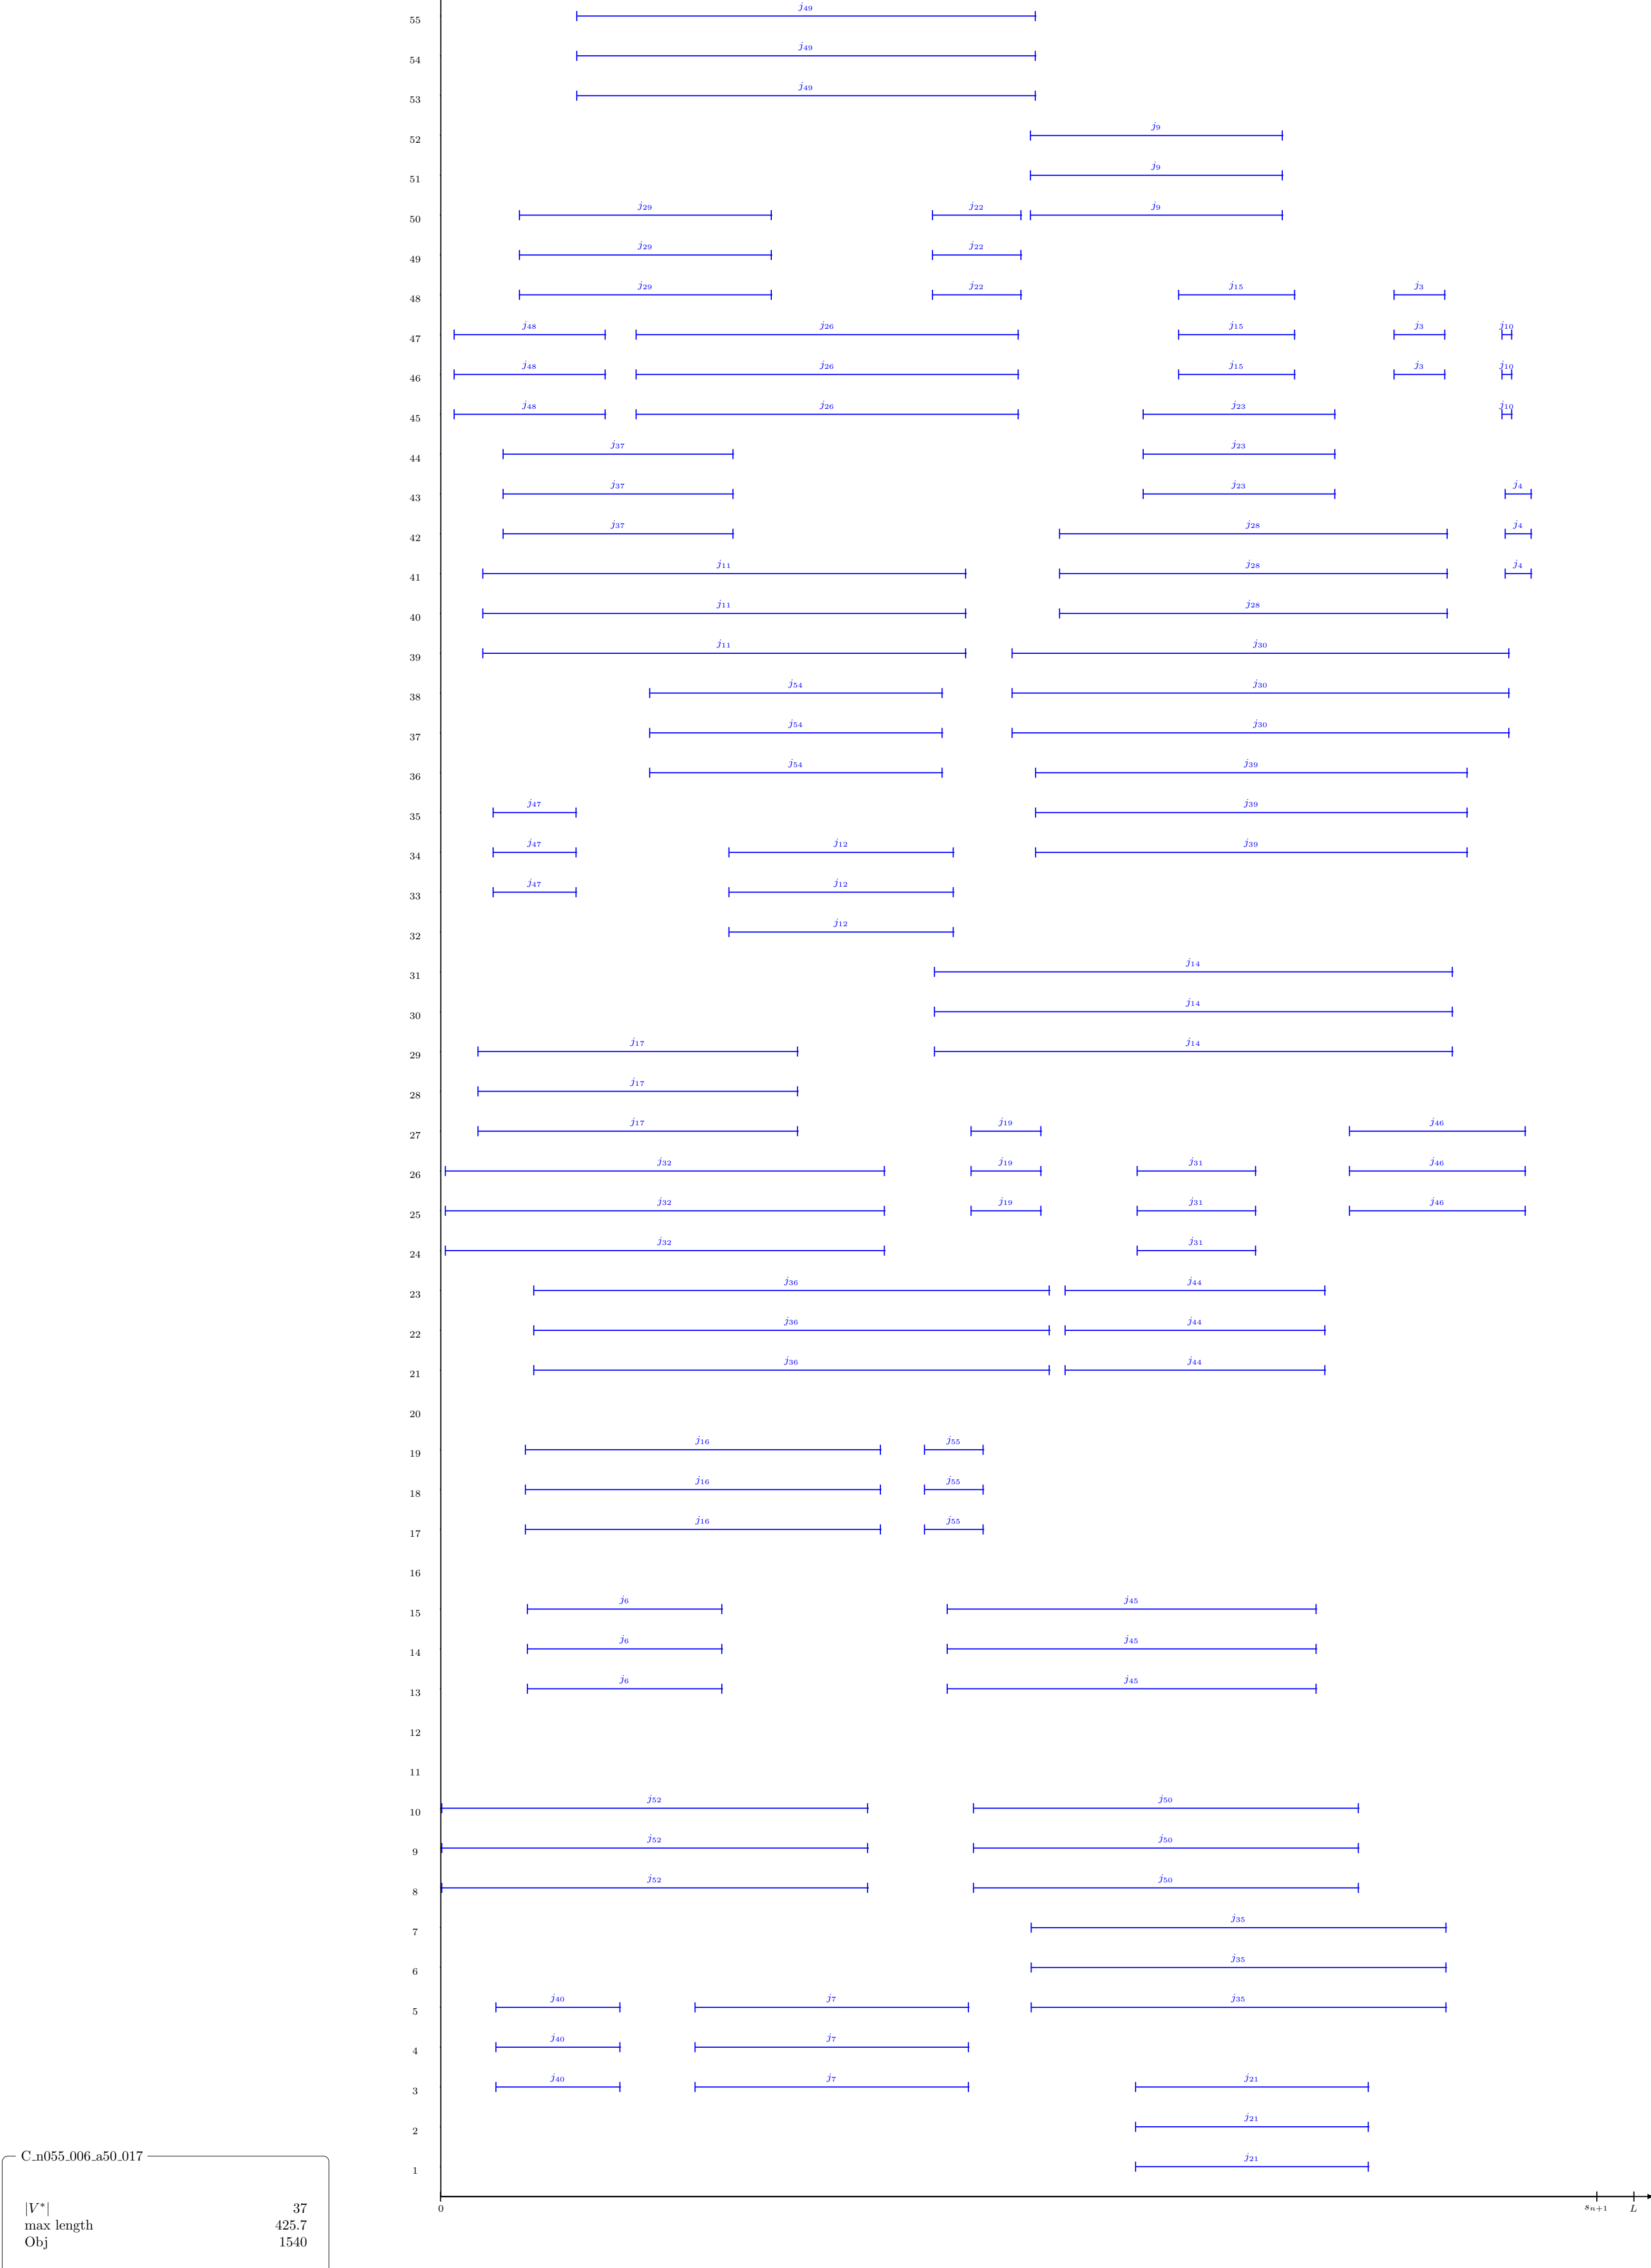 55 j49
54 j49
53 j49
52 j9
51 j9
50 j29 j22 j9
49 j29 j22
48 j29 j22 j15 j3
47 j48 j26 j15 j3 j10
46 j48 j26 j15 j3 j10
45 j48 j26 j23 j10
44 j37 j23
43 j37 j23 j4
42 j37 j28 j4
41 j11 j28 j4
40 j11 j28
39 j11 j30
38 j54 j30
37 j54 j30
36 j54 j39
35 j47 j39
34 j47 j12 j39
33 j47 j12
32 j12
31 j14
30 j14
29 j17 j14
28 j17
27 j17 j19 j46
26 j32 j19 j31 j46
25 j32 j19 j31 j46
24 j32 j31
23 j36 j44
22 j36 j44
21 j36 j44
20
19 j16 j55
18 j16 j55
17 j16 j55
16
15 j6 j45
14 j6 j45
13 j6 j45
12
11
10 j52 j50
9 j52 j50
8 j52 j50
7 j35
6 j35
5 j40 j7 j35
4 j40 j7
3 j40 j7 j21
2 j21
1 j21
0 sn+1 L
C_n055_006_a50_017
|V*| 37
max length 425.7
Obj 1540